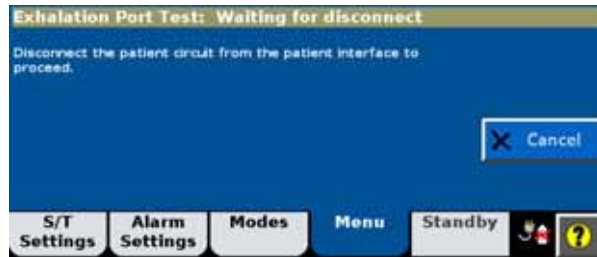 Exhalation Port Test: Waiting for disconnect
Disconnect the patient circuit from the patient interface to
proceed.
Cancel
S/T Settings
Alarm Settings
Modes
Menu
Standby
?